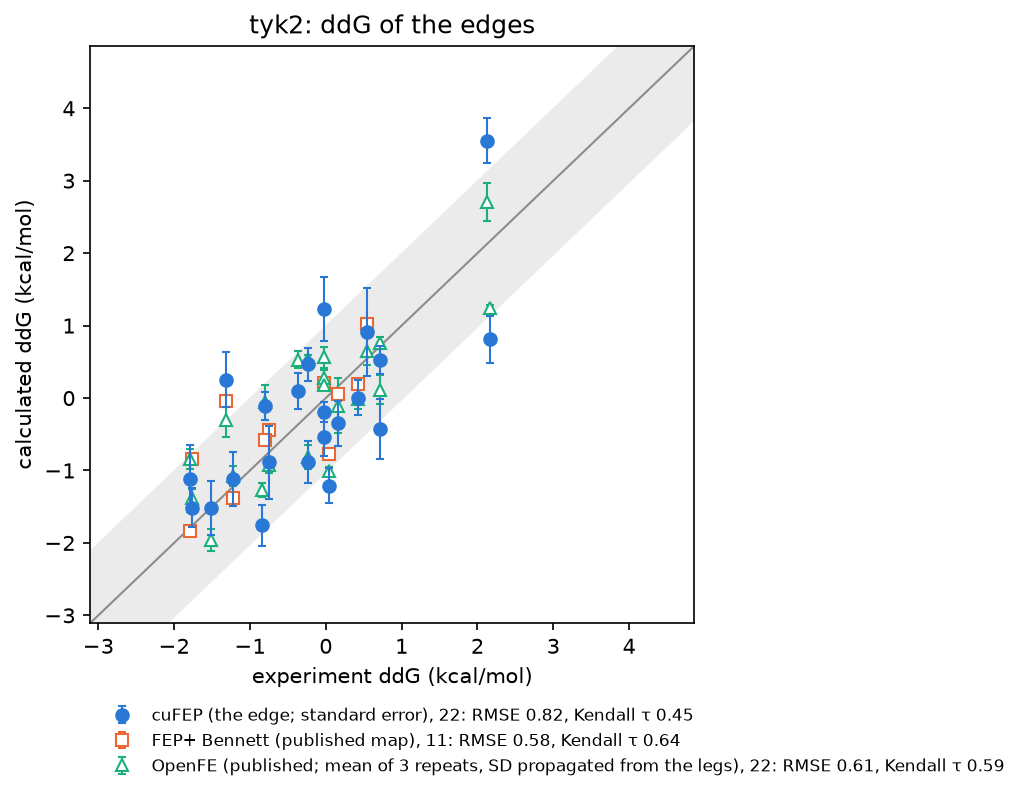 tyk2: ddG of the edges
calculated ddG (kcal/mol)
4
3
2
1
0
−1
−2
−3
−3 −2 −1 0 1 2 3 4
experiment ddG (kcal/mol)
cuFEP (the edge; standard error), 22: RMSE 0.82, Kendall τ 0.45
FEP+ Bennett (published map), 11: RMSE 0.58, Kendall τ 0.64
OpenFE (published; mean of 3 repeats, SD propagated from the legs), 22: RMSE 0.61, Kendall τ 0.59